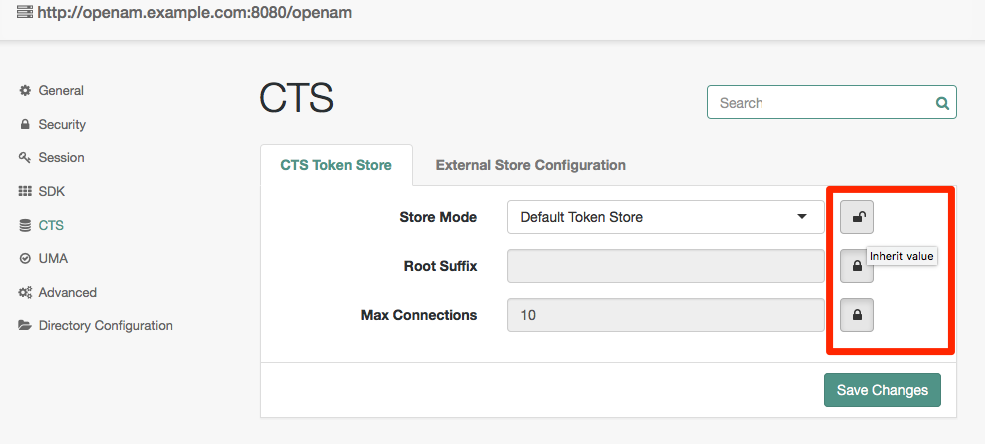 http://openam.example.com:8080/openam
General
Security
Session
SDK
CTS
UMA
Advanced
Directory Configuration
CTS
Search
CTS Token Store
External Store Configuration
Store Mode
Default Token Store
Inherit value
Root Suffix
Max Connections
10
Save Changes